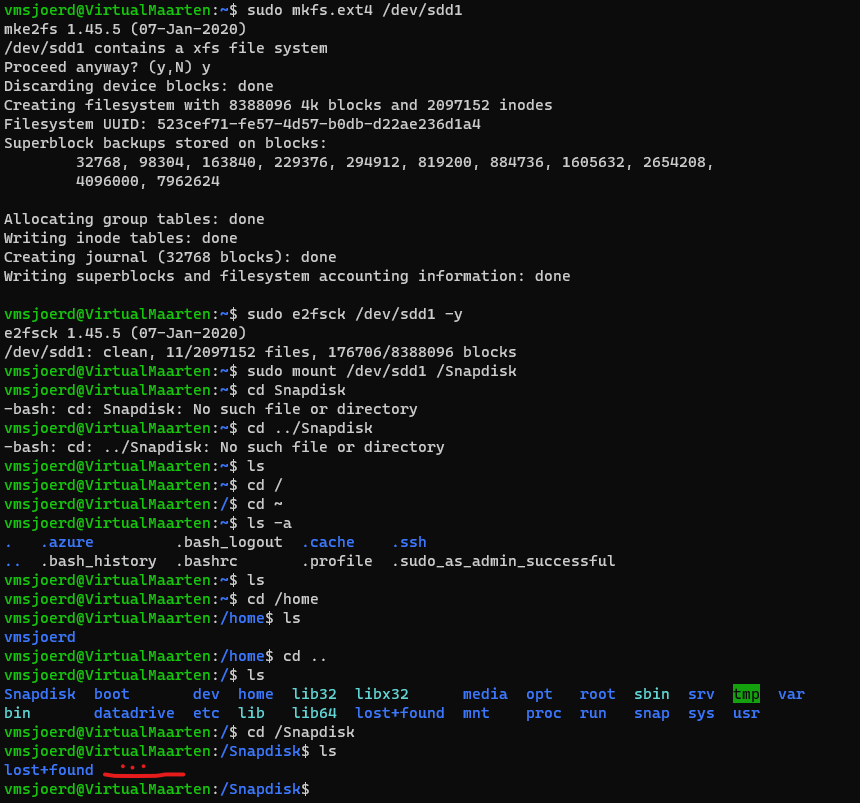 vmsjoerd@VirtualMaarten:~$ sudo mkfs.ext4 /dev/sdd1
mke2fs 1.45.5 (07-Jan-2020)
/dev/sdd1 contains a xfs file system
Proceed anyway? (y,N) y
Discarding device blocks: done
Creating filesystem with 8388096 4k blocks and 2097152 inodes
Filesystem UUID: 523cef71-fe57-4d57-b0db-d22ae236d1a4
Superblock backups stored on blocks:
        32768, 98304, 163840, 229376, 294912, 819200, 884736, 1605632, 2654208,
        4096000, 7962624

Allocating group tables: done
Writing inode tables: done
Creating journal (32768 blocks): done
Writing superblocks and filesystem accounting information: done

vmsjoerd@VirtualMaarten:~$ sudo e2fsck /dev/sdd1 -y
e2fsck 1.45.5 (07-Jan-2020)
/dev/sdd1: clean, 11/2097152 files, 176706/8388096 blocks
vmsjoerd@VirtualMaarten:~$ sudo mount /dev/sdd1 /Snapdisk
vmsjoerd@VirtualMaarten:~$ cd Snapdisk
-bash: cd: Snapdisk: No such file or directory
vmsjoerd@VirtualMaarten:~$ cd ../Snapdisk
-bash: cd: ../Snapdisk: No such file or directory
vmsjoerd@VirtualMaarten:~$ ls
vmsjoerd@VirtualMaarten:~$ cd /
vmsjoerd@VirtualMaarten:/$ cd ~
vmsjoerd@VirtualMaarten:~$ ls -a
.   .azure         .bash_logout  .cache    .ssh
..  .bash_history  .bashrc       .profile  .sudo_as_admin_successful
vmsjoerd@VirtualMaarten:~$ ls
vmsjoerd@VirtualMaarten:~$ cd /home
vmsjoerd@VirtualMaarten:/home$ ls
vmsjoerd
vmsjoerd@VirtualMaarten:/home$ cd ..
vmsjoerd@VirtualMaarten:/$ ls
Snapdisk  boot       dev  home  lib32  libx32      media  opt   root  sbin  srv  tmp  var
bin       datadrive  etc  lib   lib64  lost+found  mnt    proc  run   snap  sys  usr
vmsjoerd@VirtualMaarten:/$ cd /Snapdisk
vmsjoerd@VirtualMaarten:/Snapdisk$ ls
lost+found ...
vmsjoerd@VirtualMaarten:/Snapdisk$